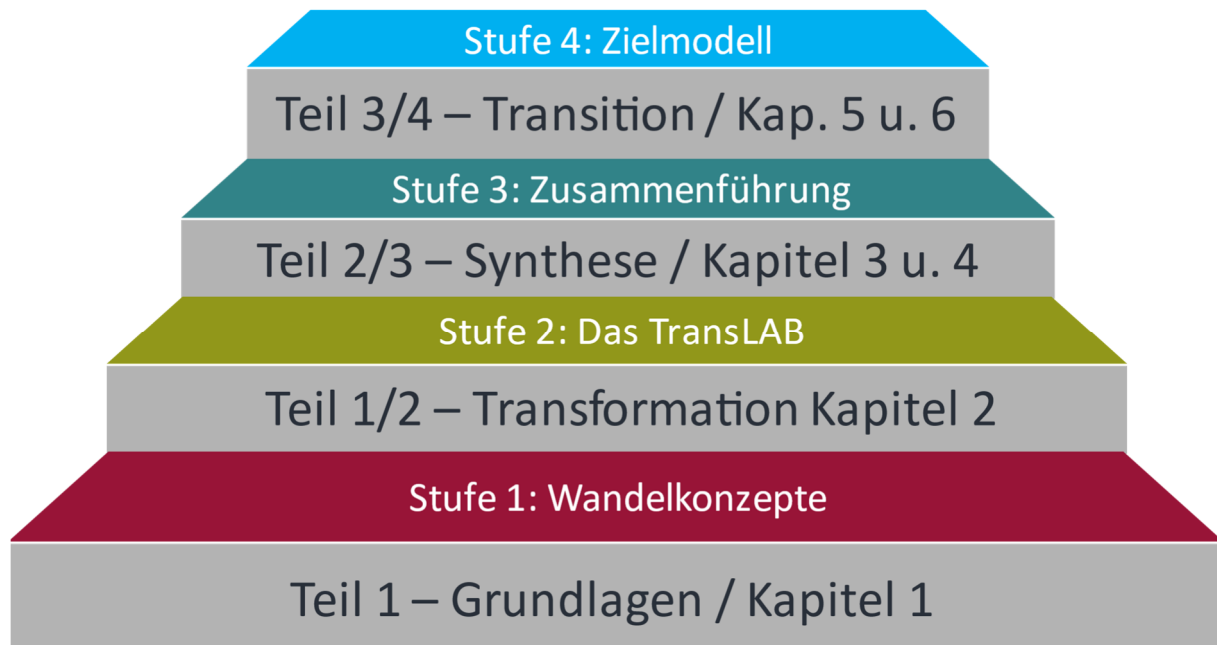 Stufe 4: Zielmodell
Teil 3/4 – Transition / Kap. 5 u. 6
Stufe 3: Zusammenführung
Teil 2/3 – Synthese / Kapitel 3 u. 4
Stufe 2: Das TransLAB
Teil 1/2 – Transformation Kapitel 2
Stufe 1: Wandelkonzepte
Teil 1 – Grundlagen / Kapitel 1